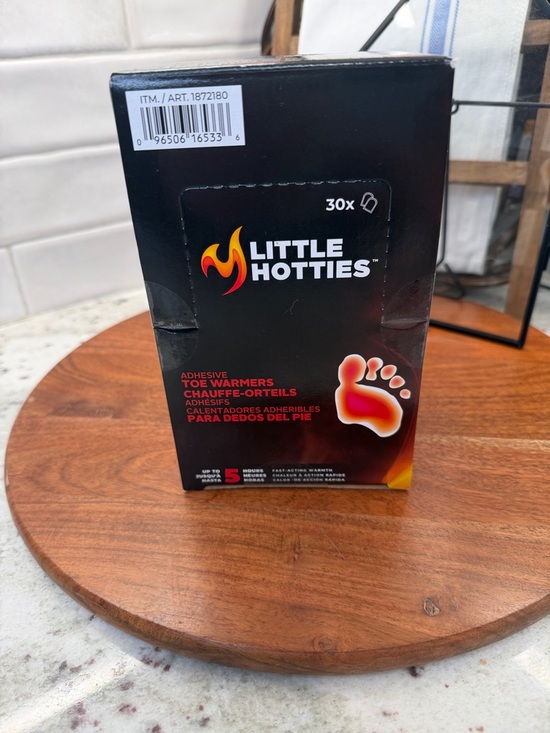 ITM. / ART. 1872180
0 96506 16533 6
30x
LITTLE
HOTTIES™
ADHESIVE
TOE WARMERS
CHAUFFE-ORTEILS
ADHÉSIFS
CALENTADORES ADHERIBLES
PARA DEDOS DEL PIE
UP TO
JUSQU'À
HASTA
5
HOURS
HEURES
HORAS
FAST-ACTING WARMTH
CHALEUR À ACTION RAPIDE
CALOR DE ACCIÓN RÁPIDA